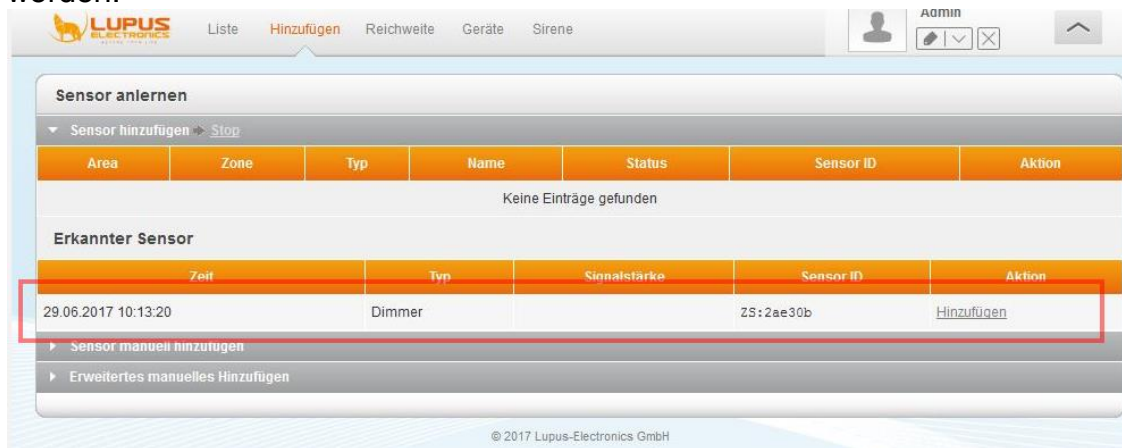 werden.
LUPUS
ELECTRONICS
Liste Hinzufügen Reichweite Geräte Sirene
Admin
Sensor anlernen
Sensor hinzufügen Stop
Area Zone Typ Name Status Sensor ID Aktion
Keine Einträge gefunden
Erkannter Sensor
Zeit Typ Signalstärke Sensor ID Aktion
29.06.2017 10:13:20 Dimmer ZS:2ae30b Hinzufügen
Sensor manuell hinzufügen
Erweitertes manuelles Hinzufügen
© 2017 Lupus-Electronics GmbH